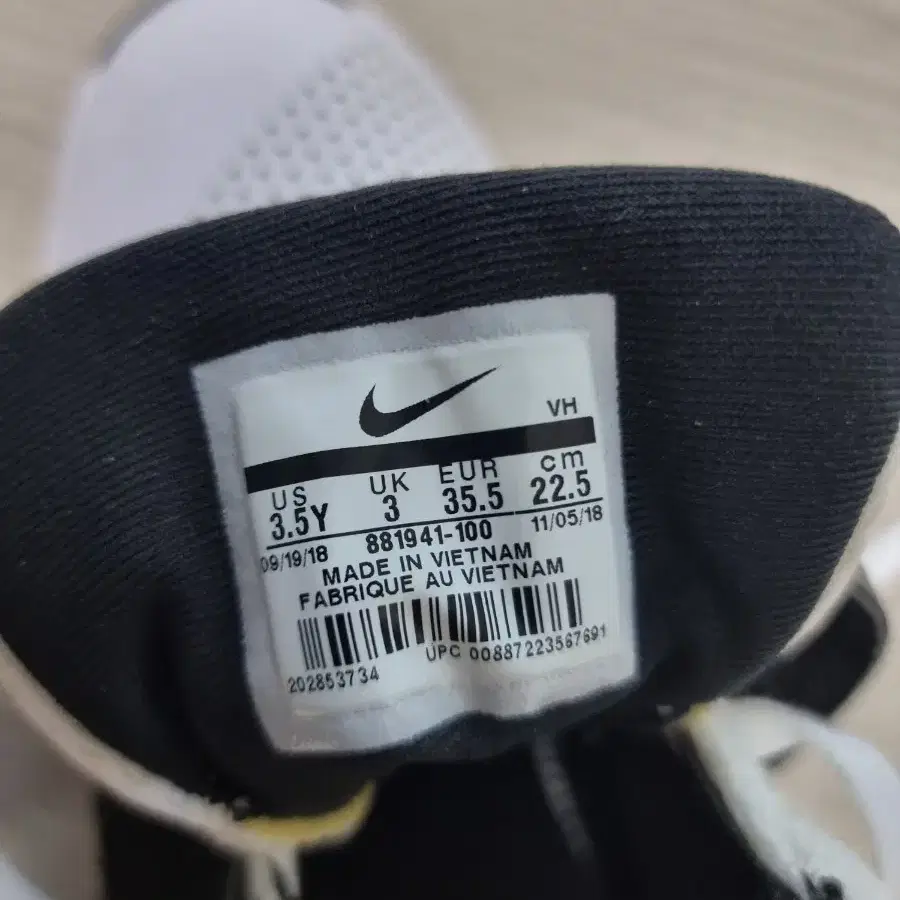 VH
US UK EUR cm
3.5Y 3 35.5 22.5
09/19/18 881941-100 11/05/18
MADE IN VIETNAM
FABRIQUE AU VIETNAM
202853734 UPC 00887223567691